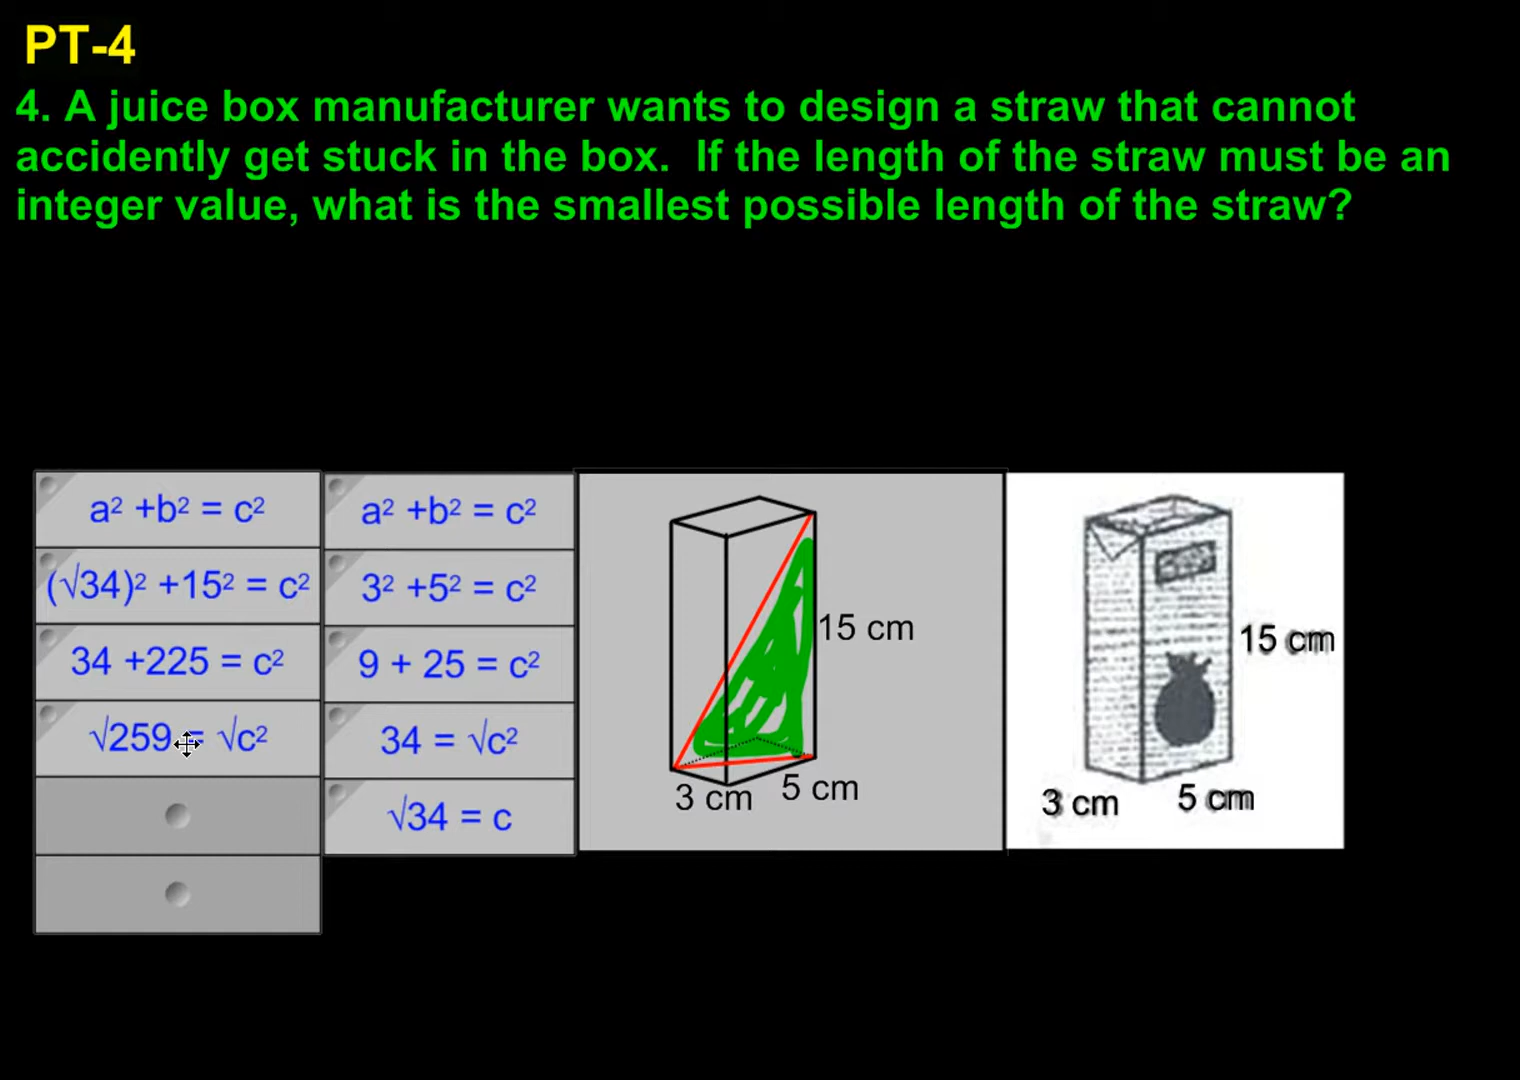 PT-4
4. A juice box manufacturer wants to design a straw that cannot
accidently get stuck in the box. If the length of the straw must be an
integer value, what is the smallest possible length of the straw?
a² +b² = c²
(√34)² +15² = c²
34 +225 = c²
√259 = √c²
a² +b² = c²
3² +5² = c²
9 + 25 = c²
34 = √c²
√34 = c
15 cm
3 cm
5 cm
15 cm
3 cm
5 cm